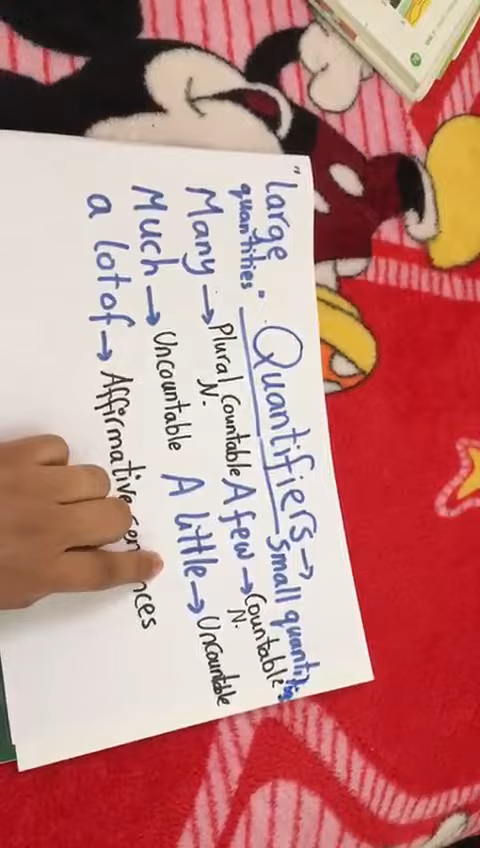 Quantifiers →
"Large quantities"
small quantities
Many → Plural Countable N.
A few → Countable N.
Much → Uncountable
A little → Uncountable
a lot of → Affirmative